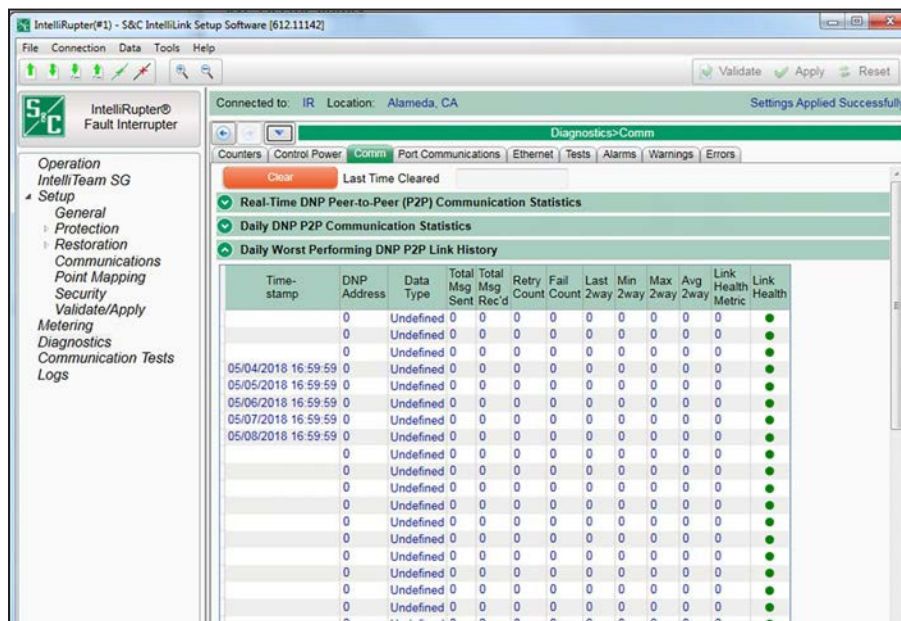 IntelliRupter(#1) - S&C IntelliLink Setup Software [612.11142]
File Connection Data Tools Help
Validate Apply Reset
S&C
IntelliRupter®
Fault Interrupter
Operation
IntelliTeam SG
Setup
General
Protection
Restoration
Communications
Point Mapping
Security
Validate/Apply
Metering
Diagnostics
Communication Tests
Logs
Connected to: IR Location: Alameda, CA Settings Applied Successfully
Diagnostics>Comm
Counters Control Power Comm Port Communications Ethernet Tests Alarms Warnings Errors
Clear Last Time Cleared
Real-Time DNP Peer-to-Peer (P2P) Communication Statistics
Daily DNP P2P Communication Statistics
Daily Worst Performing DNP P2P Link History
Time-stamp DNP Address Data Type Total Msg Sent Total Msg Rec'd Retry Count Fail Count Last 2way Min 2way Max 2way Avg 2way Link Health Metric Link Health
0 Undefined 0 0 0 0 0 0 0 0 0
0 Undefined 0 0 0 0 0 0 0 0 0
0 Undefined 0 0 0 0 0 0 0 0 0
05/04/2018 16:59:59 0 Undefined 0 0 0 0 0 0 0 0 0
05/05/2018 16:59:59 0 Undefined 0 0 0 0 0 0 0 0 0
05/06/2018 16:59:59 0 Undefined 0 0 0 0 0 0 0 0 0
05/07/2018 16:59:59 0 Undefined 0 0 0 0 0 0 0 0 0
05/08/2018 16:59:59 0 Undefined 0 0 0 0 0 0 0 0 0
0 Undefined 0 0 0 0 0 0 0 0 0
0 Undefined 0 0 0 0 0 0 0 0 0
0 Undefined 0 0 0 0 0 0 0 0 0
0 Undefined 0 0 0 0 0 0 0 0 0
0 Undefined 0 0 0 0 0 0 0 0 0
0 Undefined 0 0 0 0 0 0 0 0 0
0 Undefined 0 0 0 0 0 0 0 0 0
0 Undefined 0 0 0 0 0 0 0 0 0
0 Undefined 0 0 0 0 0 0 0 0 0
0 Undefined 0 0 0 0 0 0 0 0 0